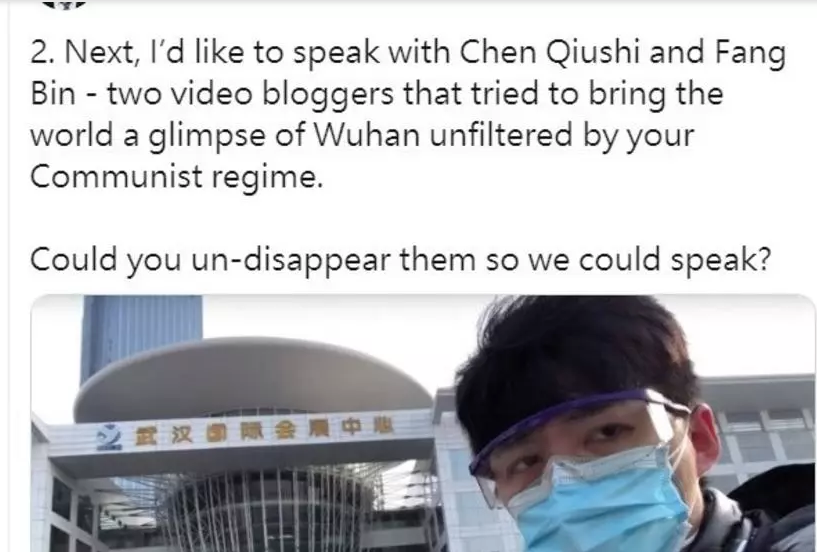 2. Next, I'd like to speak with Chen Qiushi and Fang
Bin - two video bloggers that tried to bring the
world a glimpse of Wuhan unfiltered by your
Communist regime.
Could you un-disappear them so we could speak?
武汉国际会展中心